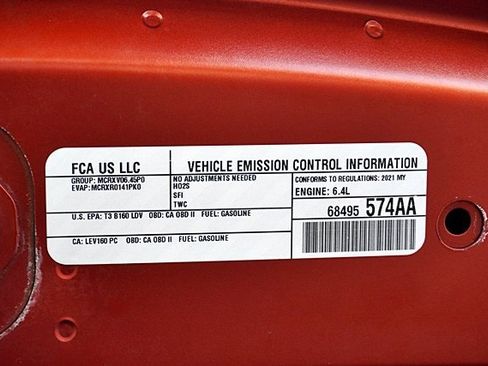 FCA US LLC
VEHICLE EMISSION CONTROL INFORMATION
GROUP: MCRXV06.45P0
EVAP: MCRXR0141PK0
NO ADJUSTMENTS NEEDED
HO2S
SFI
TWC
CONFORMS TO REGULATIONS: 2021 MY
ENGINE: 6.4L
68495 574AA
U.S. EPA: T3 B160 LDV OBD: CA OBD II FUEL: GASOLINE
CA: LEV160 PC OBD: CA OBD II FUEL: GASOLINE